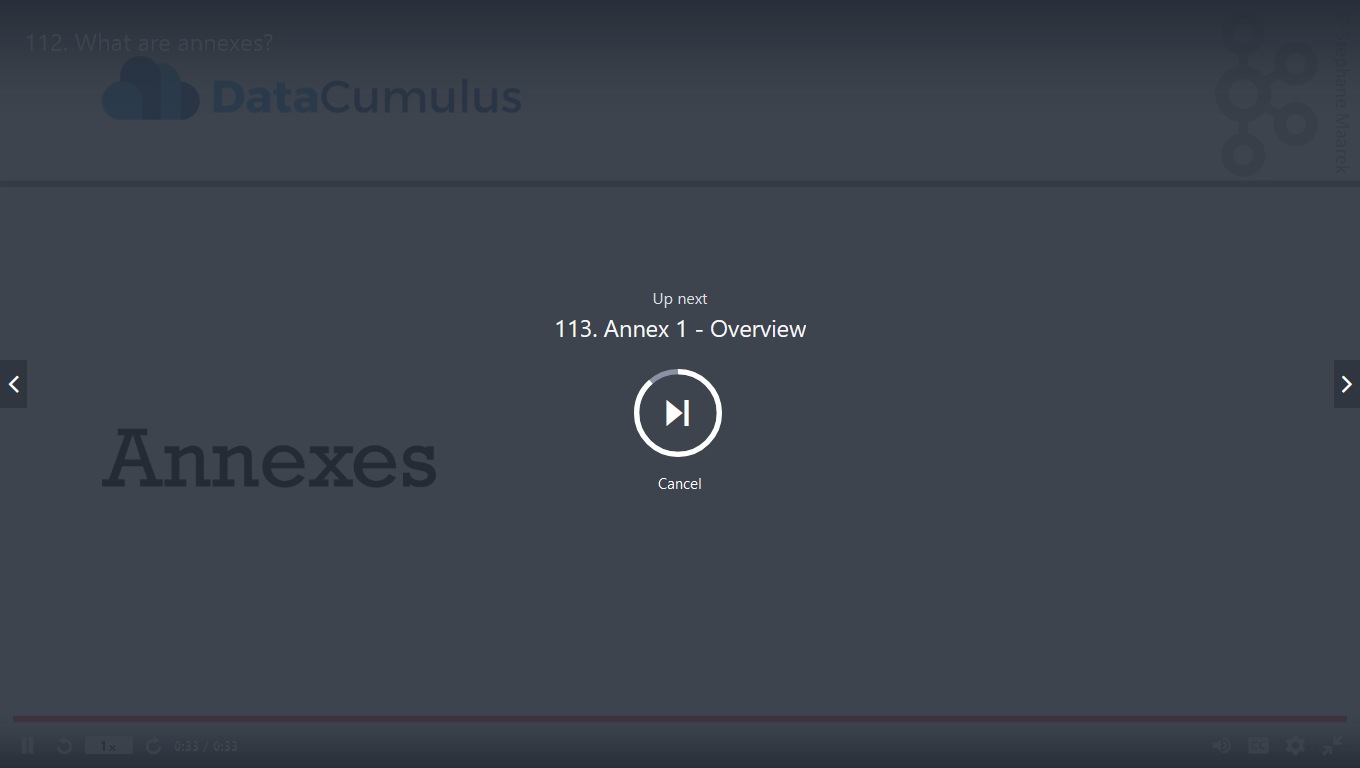 112. What are annexes?
DataCumulus
Stephane Maarek
Up next
113. Annex 1 - Overview
Annexes
Cancel
1x
0:33 / 0:33
CC